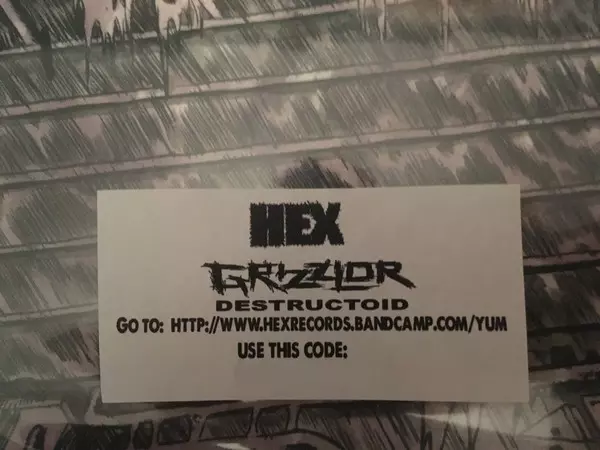 HEX
GRIZZLOR
DESTRUCTOID
GO TO: HTTP://WWW.HEXRECORDS.BANDCAMP.COM/YUM
USE THIS CODE: